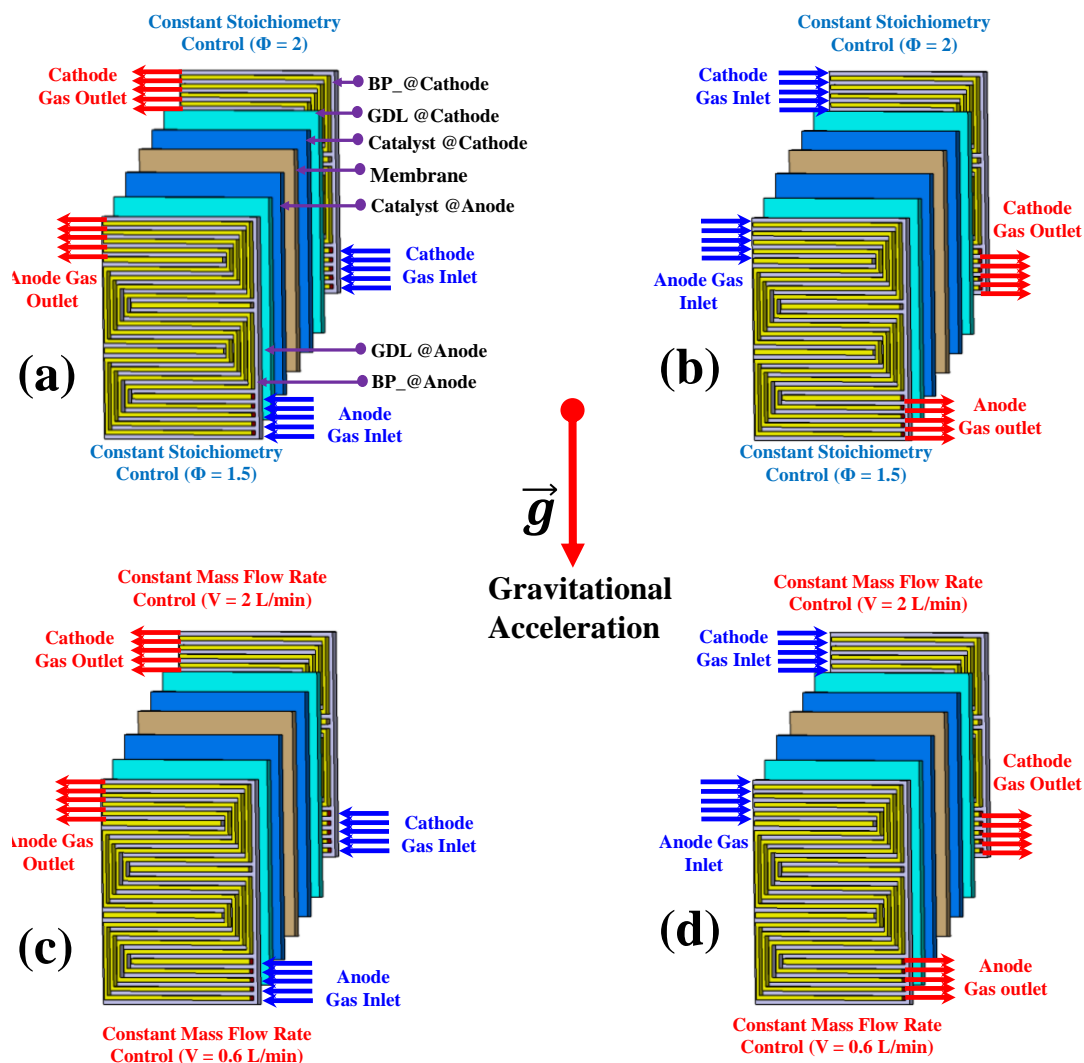 Constant Stoichiometry
Control (Φ = 2)
Cathode
Gas Outlet
BP_@Cathode
GDL @Cathode
Catalyst @Cathode
Membrane
Catalyst @Anode
Cathode
Gas Inlet
Anode Gas
Outlet
GDL @Anode
BP_@Anode
Anode
Gas Inlet
(a)
Constant Stoichiometry
Control (Φ = 1.5)
Constant Stoichiometry
Control (Φ = 2)
Cathode
Gas Inlet
Cathode
Gas Outlet
Anode Gas
Inlet
(b)
Anode
Gas outlet
Constant Stoichiometry
Control (Φ = 1.5)
g
Gravitational
Acceleration
Constant Mass Flow Rate
Control (V = 2 L/min)
Cathode
Gas Outlet
Cathode
Gas Inlet
Anode Gas
Outlet
(c)
Anode
Gas Inlet
Constant Mass Flow Rate
Control (V = 0.6 L/min)
Constant Mass Flow Rate
Control (V = 2 L/min)
Cathode
Gas Inlet
Cathode
Gas Outlet
Anode Gas
Inlet
(d)
Anode
Gas outlet
Constant Mass Flow Rate
Control (V = 0.6 L/min)